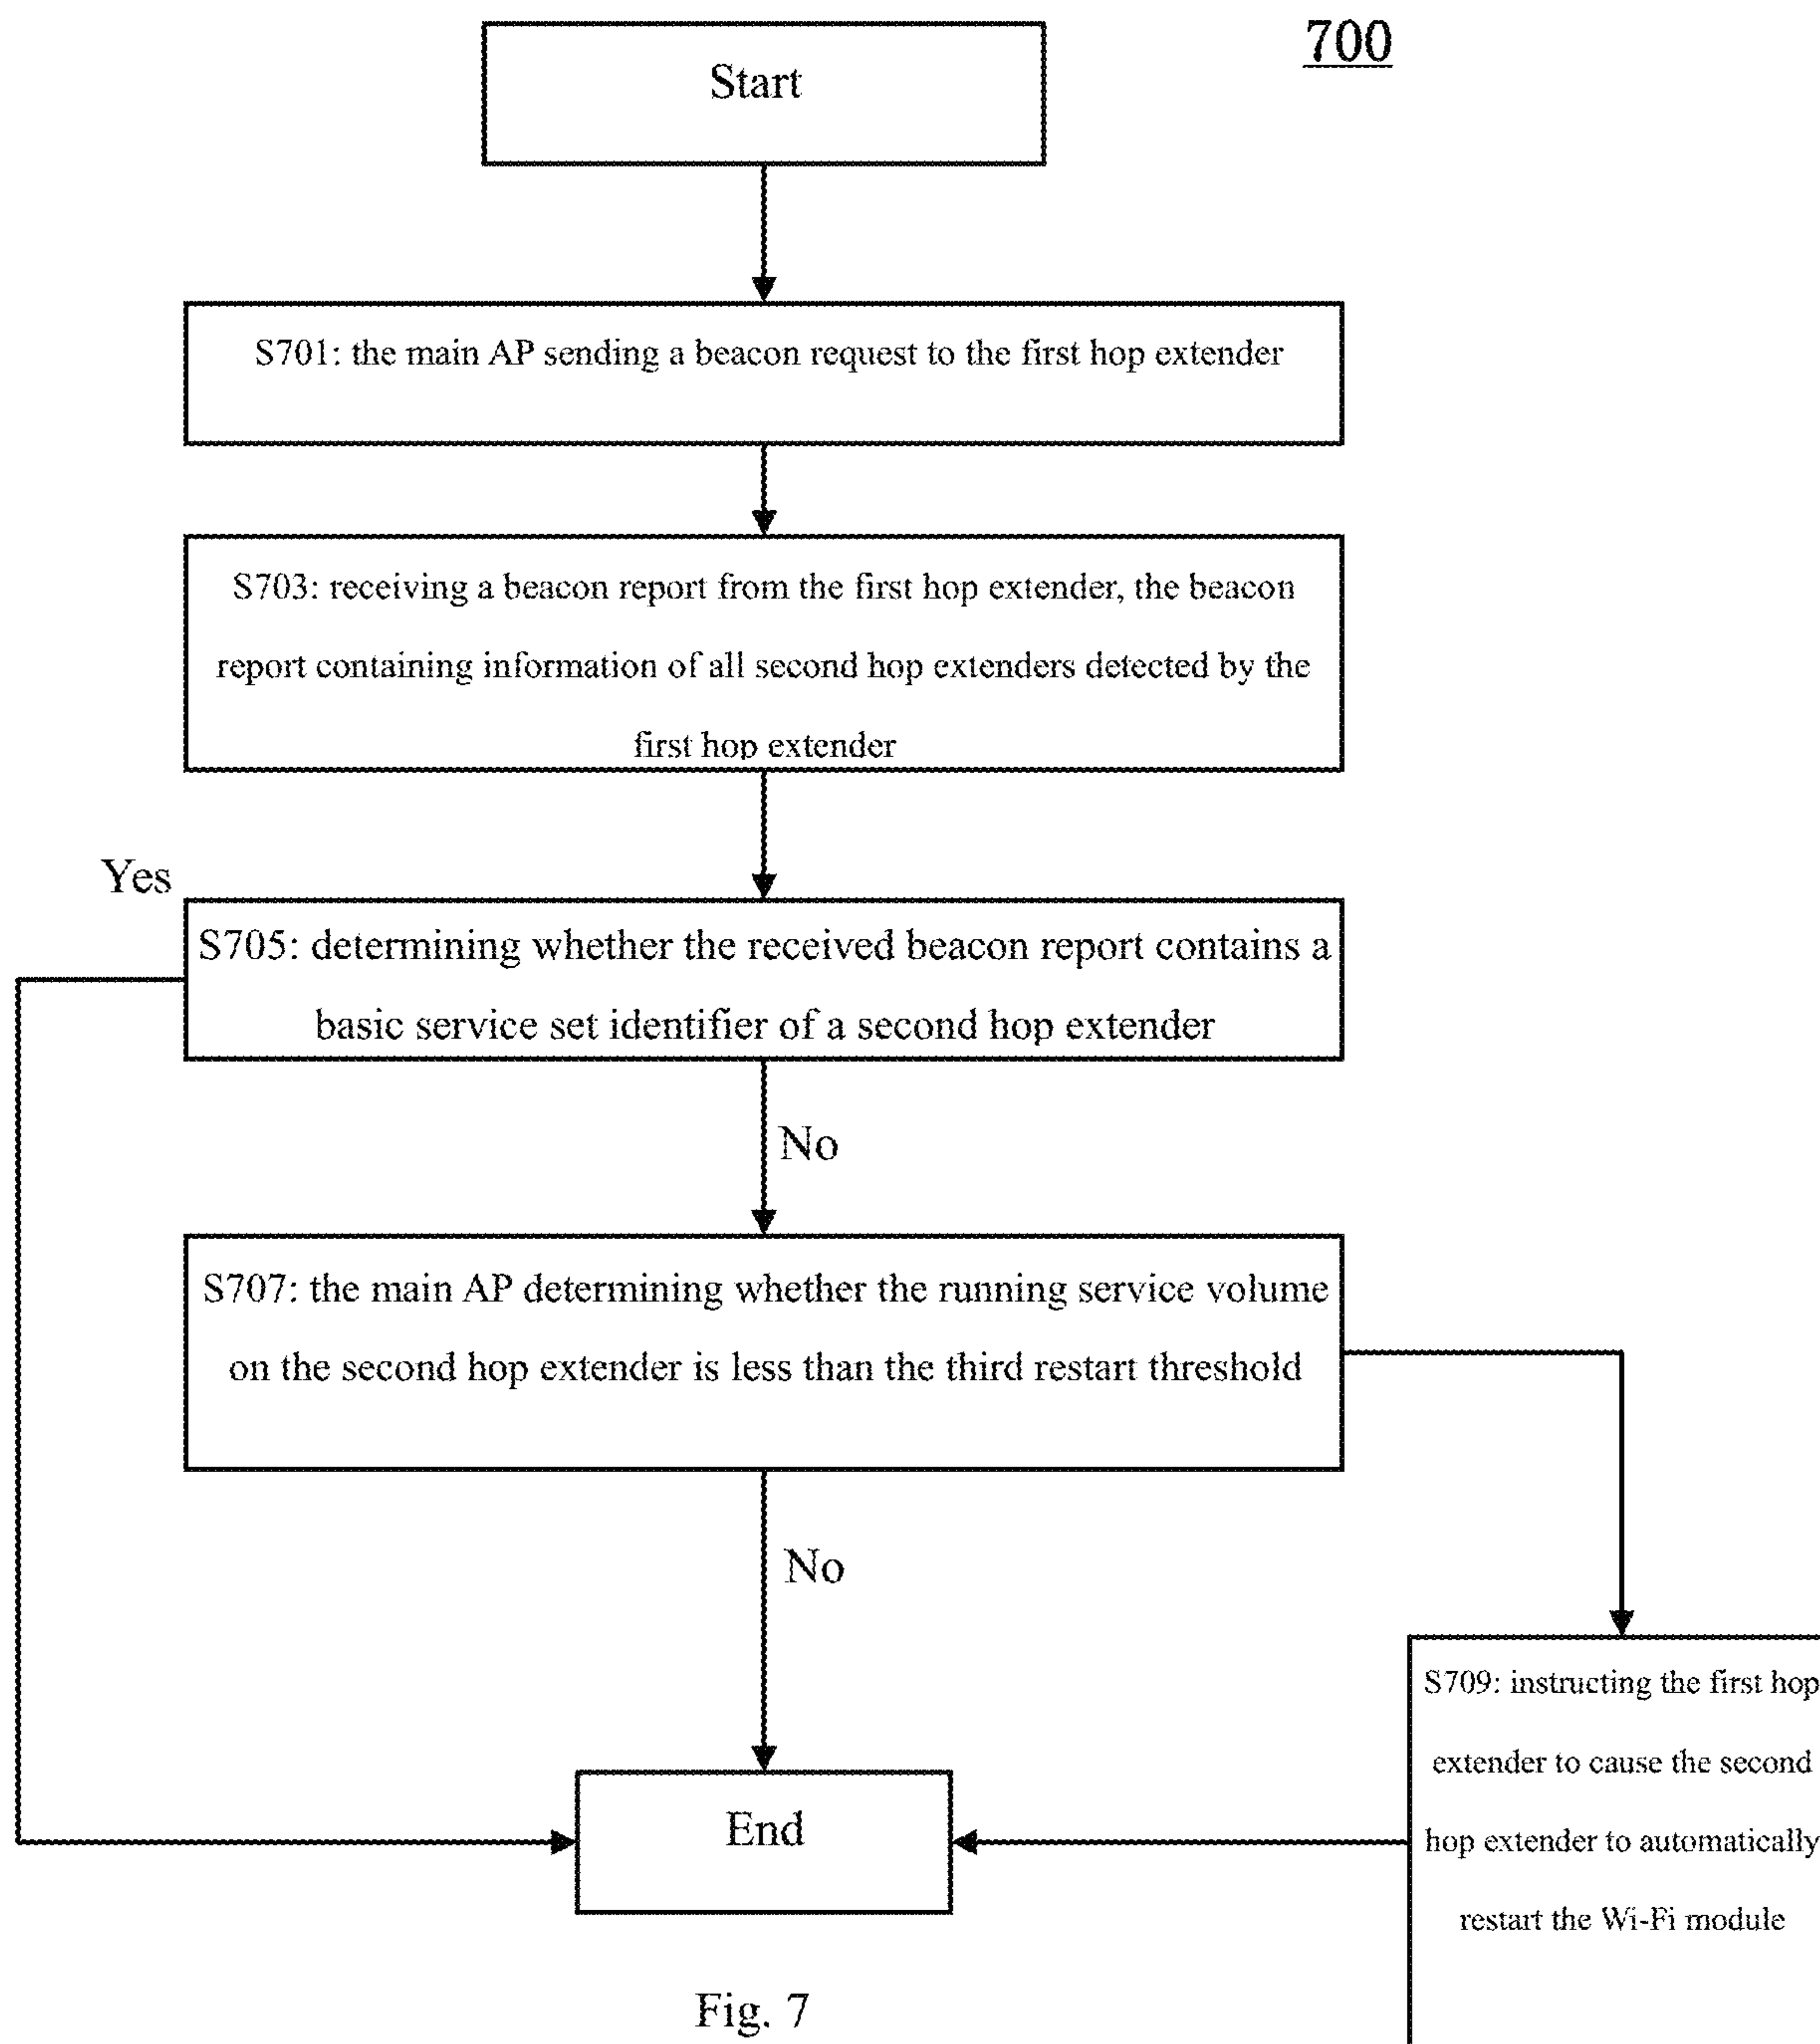 700
Start
S701: the main AP sending a beacon request to the first hop extender
S703: receiving a beacon report from the first hop extender, the beacon
report containing information of all second hop extenders detected by the
first hop extender
Yes
S705: determining whether the received beacon report contains a
basic service set identifier of a second hop extender
No
S707: the main AP determining whether the running service volume
on the second hop extender is less than the third restart threshold
No
S709: instructing the first hop
extender to cause the second
hop extender to automatically
restart the Wi-Fi module
End
Fig. 7